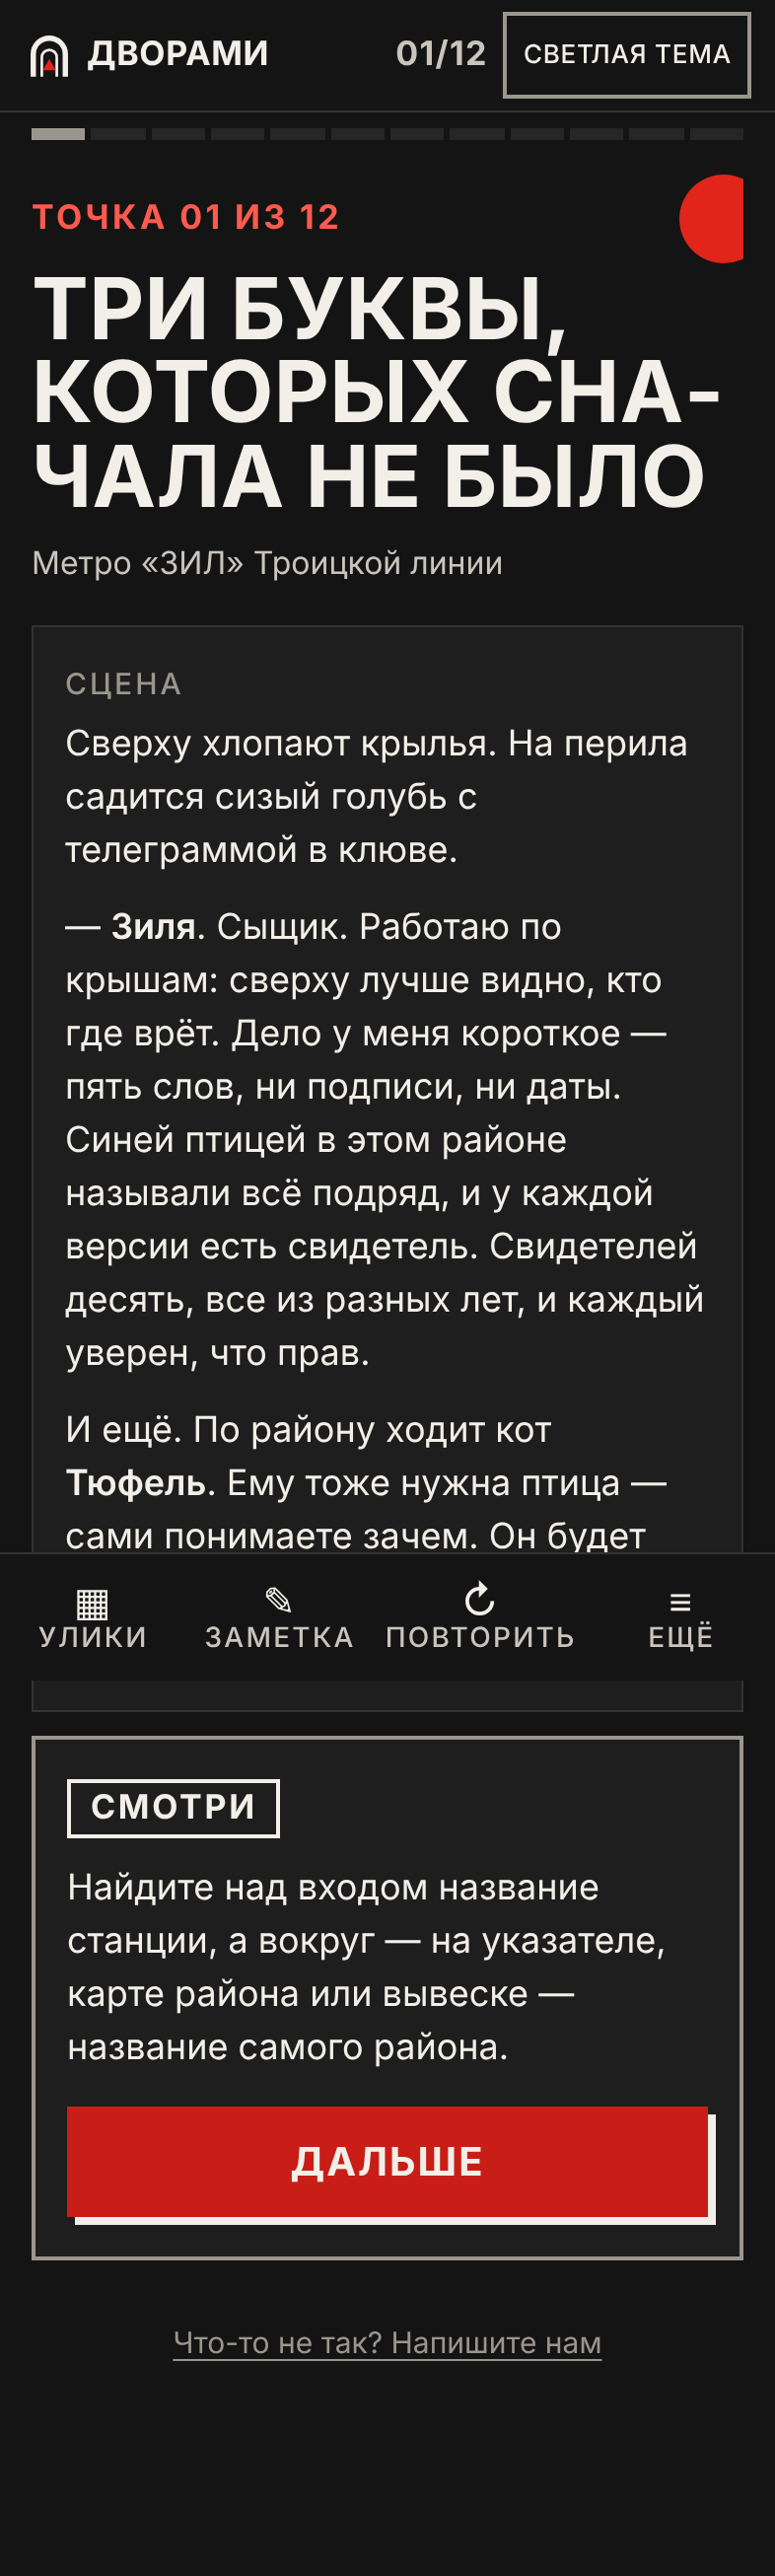 ДВОРАМИ
01/12
СВЕТЛАЯ ТЕМА
ТОЧКА 01 ИЗ 12
ТРИ БУКВЫ,
КОТОРЫХ СНА-
ЧАЛА НЕ БЫЛО
Метро «ЗИЛ» Троицкой линии
СЦЕНА
Сверху хлопают крылья. На перила
садится сизый голубь с
телеграммой в клюве.
— Зиля. Сыщик. Работаю по
крышам: сверху лучше видно, кто
где врёт. Дело у меня короткое —
пять слов, ни подписи, ни даты.
Синей птицей в этом районе
называли всё подряд, и у каждой
версии есть свидетель. Свидетелей
десять, все из разных лет, и каждый
уверен, что прав.
И ещё. По району ходит кот
Тюфель. Ему тоже нужна птица —
сами понимаете зачем. Он будет
УЛИКИ
ЗАМЕТКА
ПОВТОРИТЬ
ЕЩЁ
СМОТРИ
Найдите над входом название
станции, а вокруг — на указателе,
карте района или вывеске —
название самого района.
ДАЛЬШЕ
Что-то не так? Напишите нам